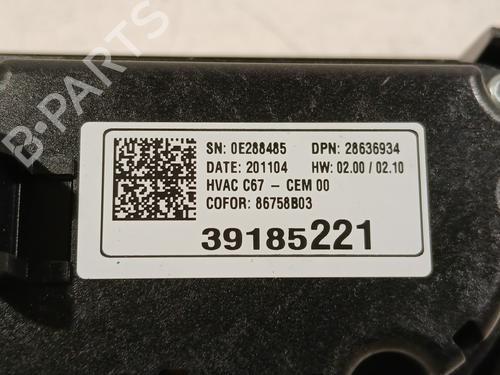 B-PARTS
SN: 0E288485 DPN: 28636934
DATE: 201104 HW: 02.00 / 02.10
HVAC C67 - CEM 00
COFOR: 86758B03
39185221